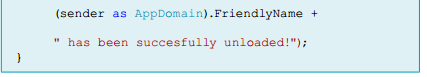 (sender as AppDomain).FriendlyName +
" has been succesfully unloaded!");
}